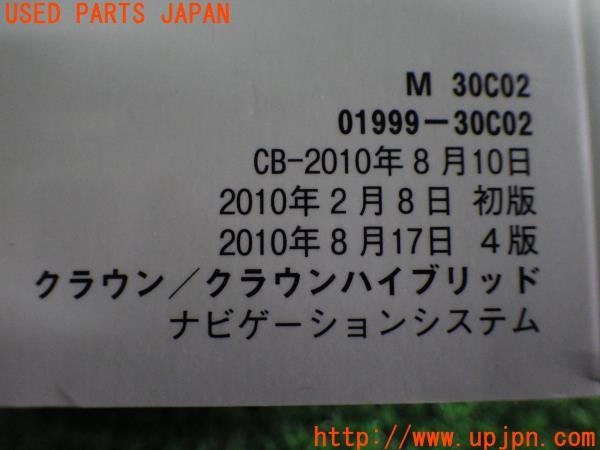 USED PARTS JAPAN
M 30C02
01999-30C02
CB-2010年8月10日
2010年2月8日 初版
2010年8月17日 4版
クラウン/クラウンハイブリッド
ナビゲーションシステム
http://www.upjpn.com/